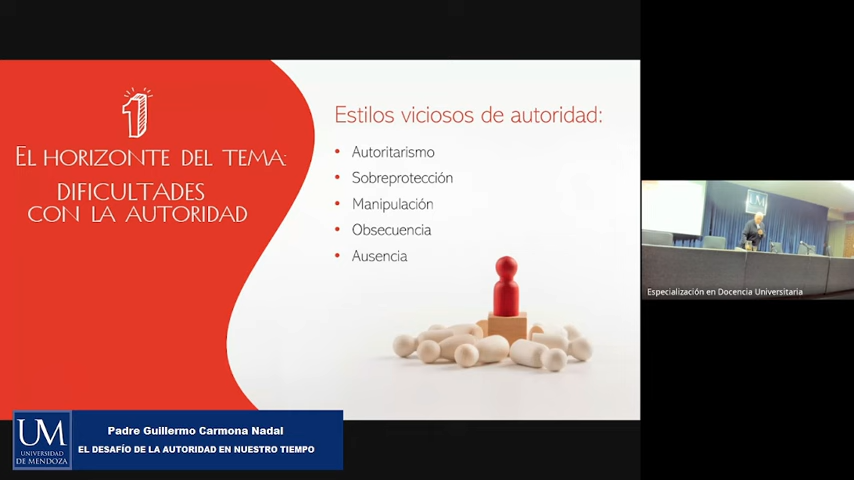 1
EL HORIZONTE DEL TEMA:
DIFICULTADES
CON LA AUTORIDAD
Estilos viciosos de autoridad:
• Autoritarismo
• Sobreprotección
• Manipulación
• Obsecuencia
• Ausencia
UM
Especialización en Docencia Universitaria
UM
UNIVERSIDAD
DE MENDOZA
Padre Guillermo Carmona Nadal
EL DESAFÍO DE LA AUTORIDAD EN NUESTRO TIEMPO